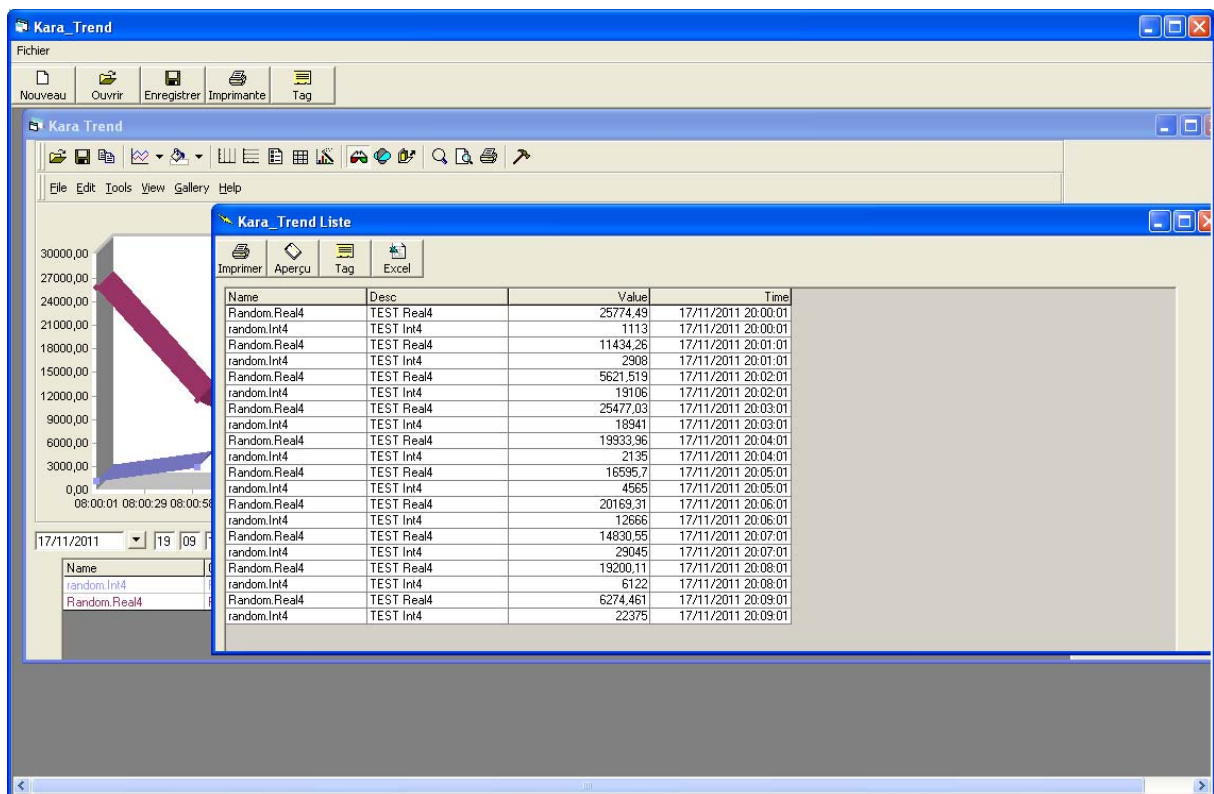 Kara_Trend
Fichier
Nouveau Ouvrir Enregistrer Imprimante Tag
Kara Trend
File Edit Tools View Gallery Help
Kara_Trend Liste
Imprimer Aperçu Tag Excel
30000,00
27000,00
24000,00
21000,00
18000,00
15000,00
12000,00
9000,00
6000,00
3000,00
0,00
08:00:01 08:00:29 08:00:58
17/11/2011 19 09
Name
random.Int4
Random.Real4
Name Desc Value Time
Random.Real4 TEST Real4 25774,49 17/11/2011 20:00:01
random.Int4 TEST Int4 1113 17/11/2011 20:00:01
Random.Real4 TEST Real4 11434,26 17/11/2011 20:01:01
random.Int4 TEST Int4 2908 17/11/2011 20:01:01
Random.Real4 TEST Real4 5621,519 17/11/2011 20:02:01
random.Int4 TEST Int4 19106 17/11/2011 20:02:01
Random.Real4 TEST Real4 25477,03 17/11/2011 20:03:01
random.Int4 TEST Int4 18941 17/11/2011 20:03:01
Random.Real4 TEST Real4 19933,96 17/11/2011 20:04:01
random.Int4 TEST Int4 2135 17/11/2011 20:04:01
Random.Real4 TEST Real4 16595,7 17/11/2011 20:05:01
random.Int4 TEST Int4 4565 17/11/2011 20:05:01
Random.Real4 TEST Real4 20169,31 17/11/2011 20:06:01
random.Int4 TEST Int4 12666 17/11/2011 20:06:01
Random.Real4 TEST Real4 14830,55 17/11/2011 20:07:01
random.Int4 TEST Int4 29045 17/11/2011 20:07:01
Random.Real4 TEST Real4 19200,11 17/11/2011 20:08:01
random.Int4 TEST Int4 6122 17/11/2011 20:08:01
Random.Real4 TEST Real4 6274,461 17/11/2011 20:09:01
random.Int4 TEST Int4 22375 17/11/2011 20:09:01